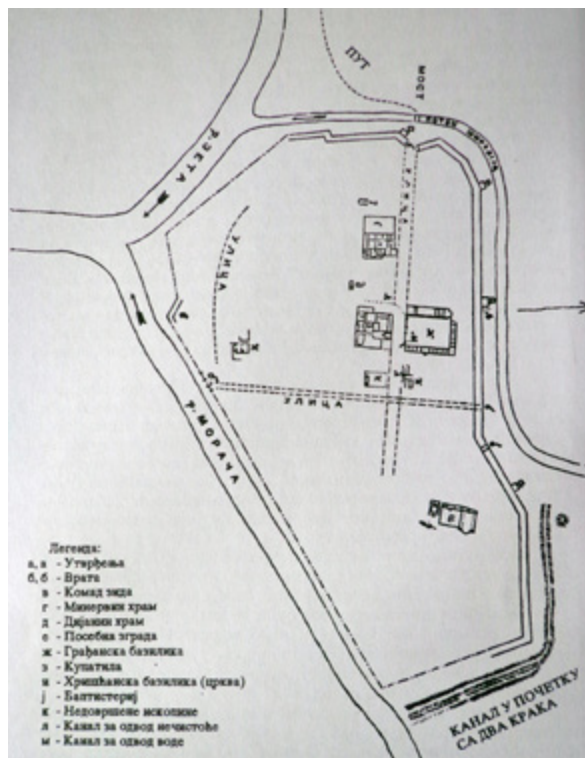 ПУТ
МОСТ
Р. ЗЕТА
УЛИЦА
УЛИЦА
Р. МОРАЧА
КАНАЛ У ПОЧЕТКУ
СА ДВА КРАКА
Легенда:
а, а - Утврђења
б, б - Врата
в - Комад зида
г - Минервин храм
д - Дијанин храм
е - Посебна зграда
ж - Грађанска базилика
з - Купатила
и - Хришћанска базилика (црква)
ј - Баптистериј
к - Недовршене ископине
л - Канал за одвод нечистоће
м - Канал за одвод воде